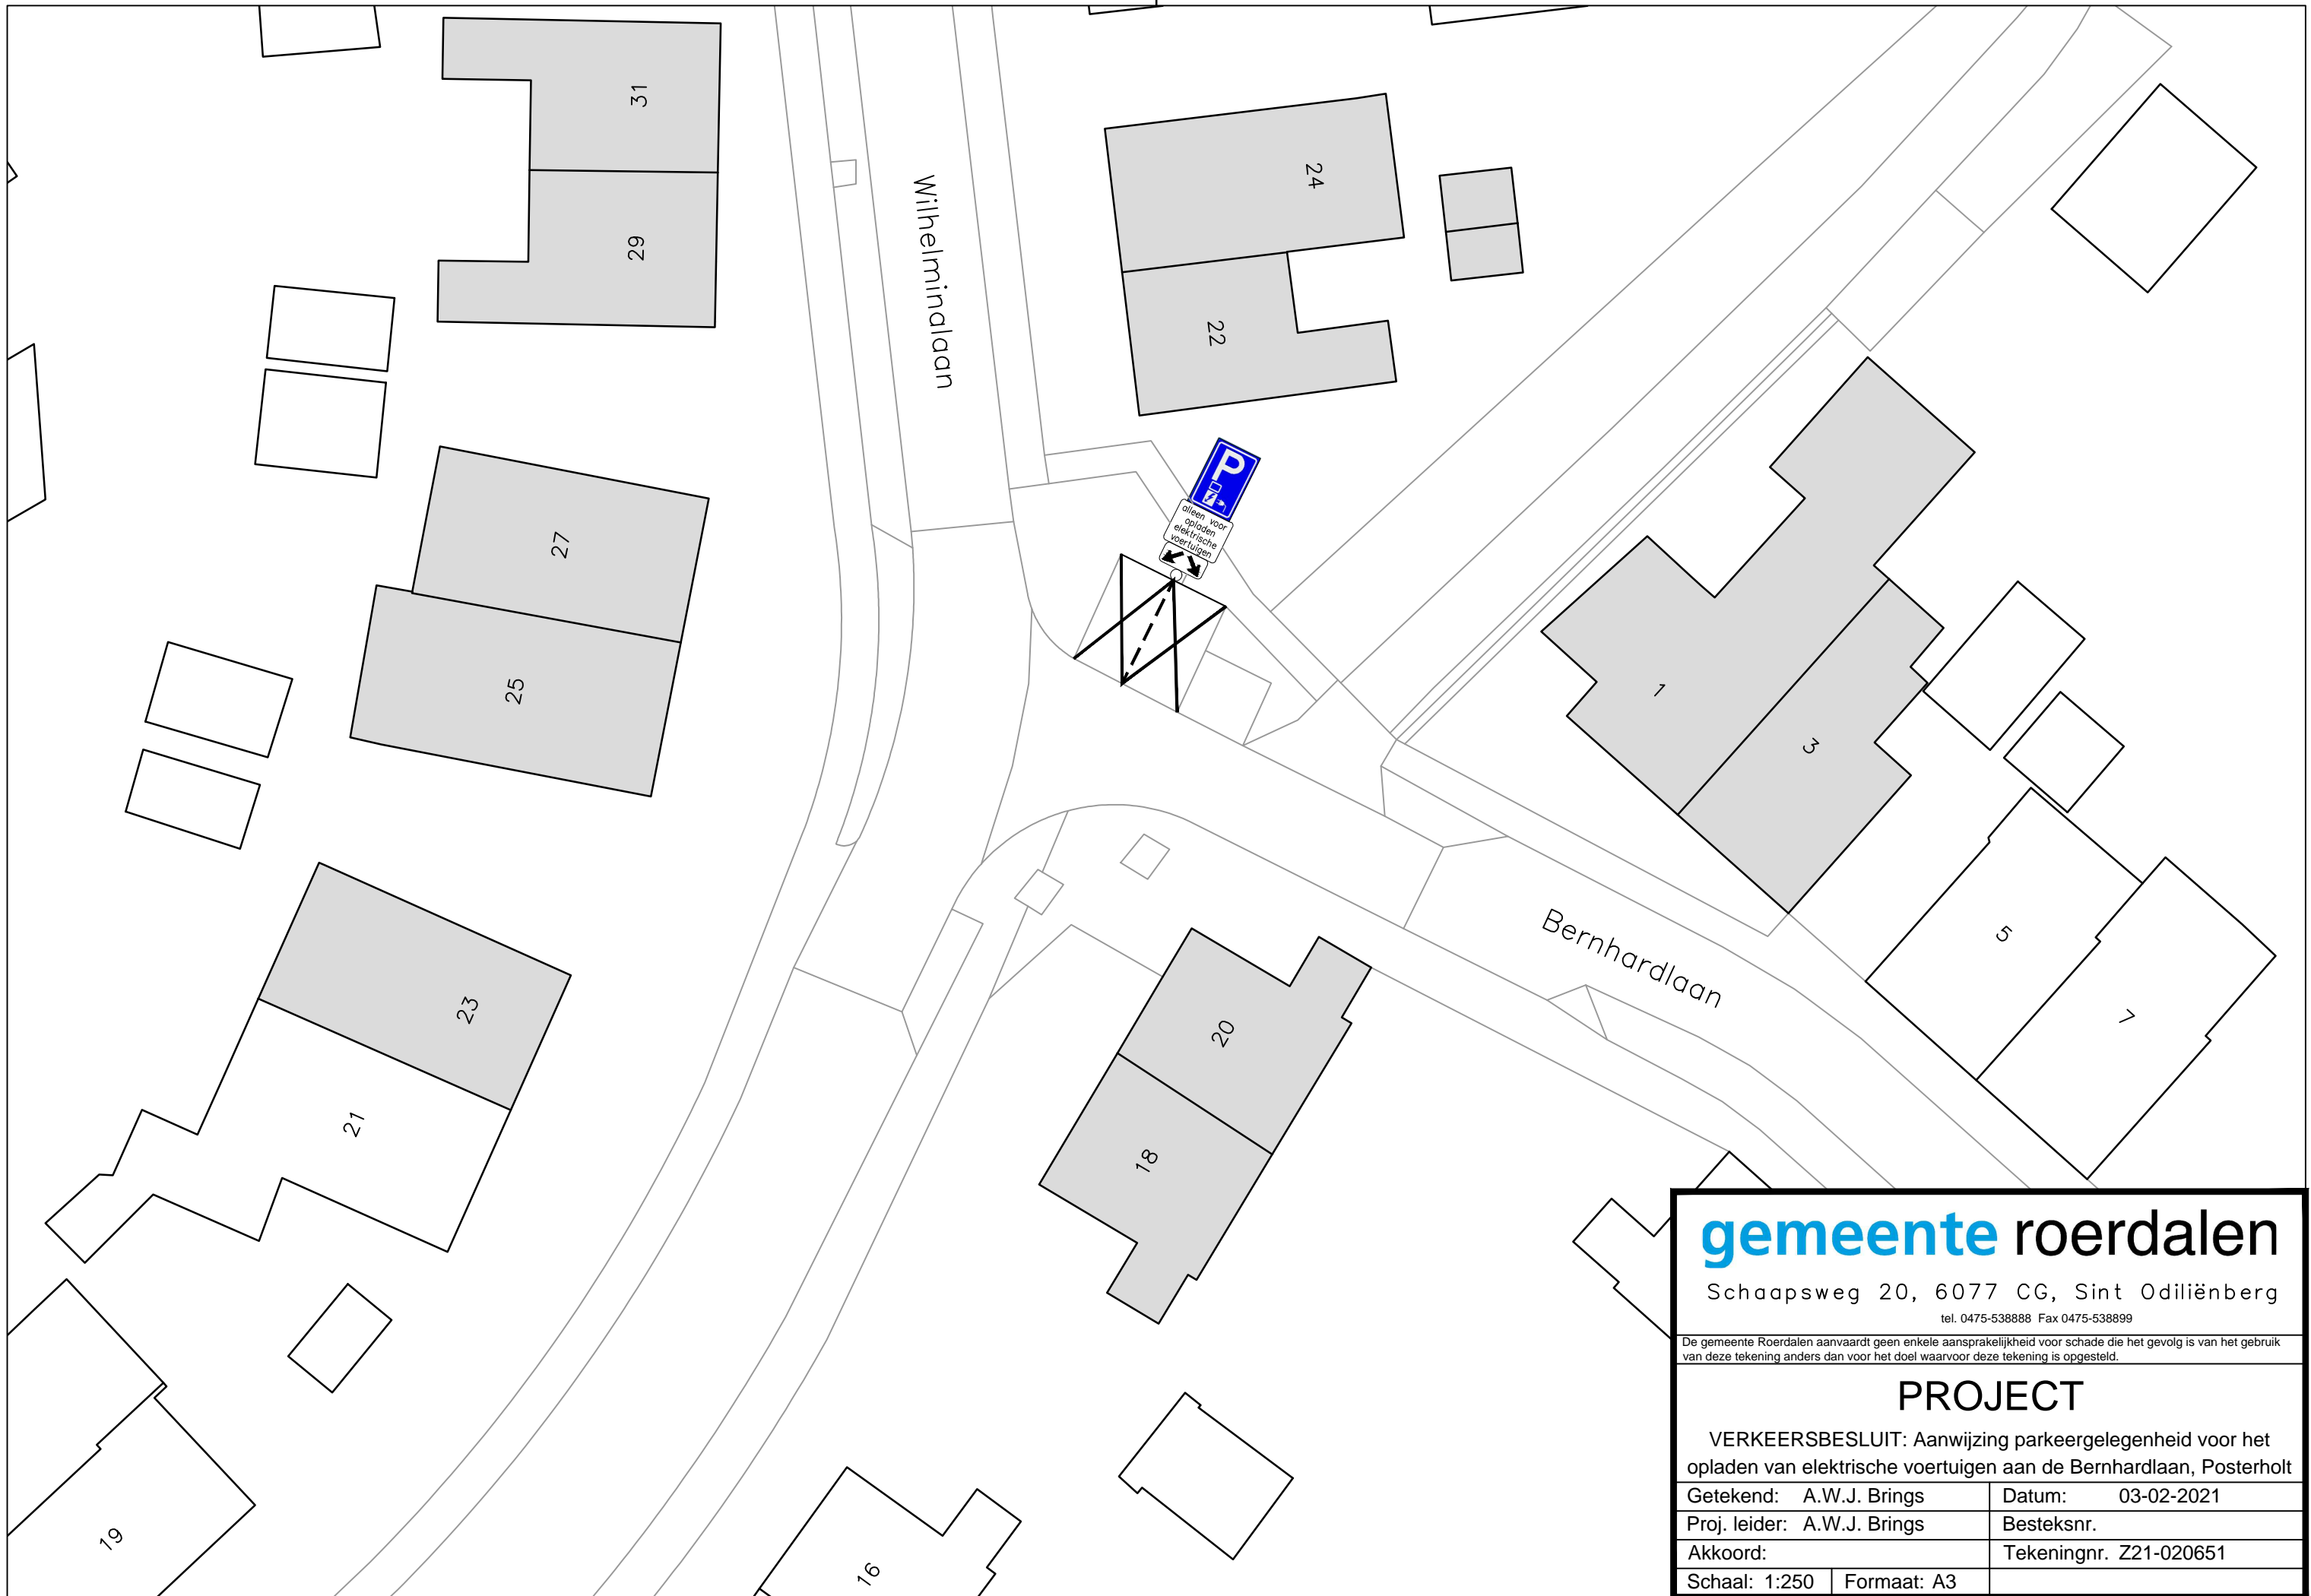 31
29
24
22
Wilhelminalaan
P
alleen voor
opladen
elektrische
voertuigen
27
25
1
3
5
7
23
21
20
18
Bernhardlaan
19
16
gemeente roerdalen
Schaapsweg 20, 6077 CG, Sint Odiliënberg
tel. 0475-538888 Fax 0475-538899
De gemeente Roerdalen aanvaardt geen enkele aansprakelijkheid voor schade die het gevolg is van het gebruik
van deze tekening anders dan voor het doel waarvoor deze tekening is opgesteld.
PROJECT
VERKEERSBESLUIT: Aanwijzing parkeergelegenheid voor het
opladen van elektrische voertuigen aan de Bernhardlaan, Posterholt
Getekend: A.W.J. Brings Datum: 03-02-2021
Proj. leider: A.W.J. Brings Besteksnr.
Akkoord: Tekeningnr. Z21-020651
Schaal: 1:250 Formaat: A3